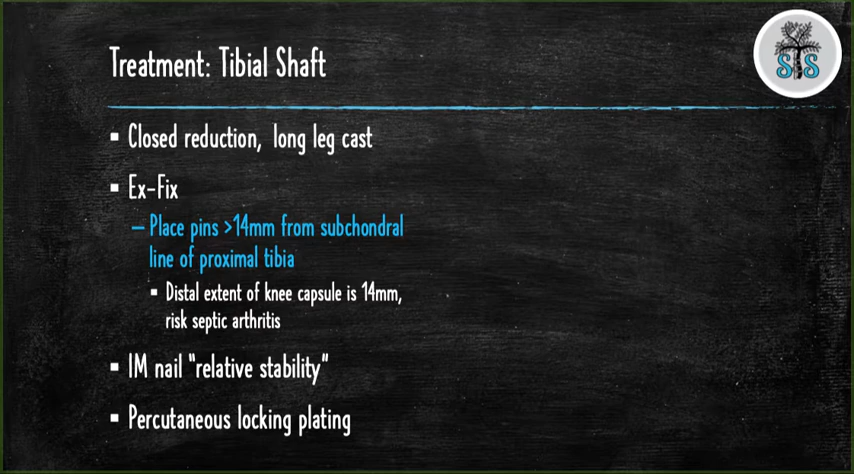 Treatment: Tibial Shaft
STS
▪ Closed reduction, long leg cast
▪ Ex-Fix
– Place pins >14mm from subchondral
line of proximal tibia
▪ Distal extent of knee capsule is 14mm,
risk septic arthritis
▪ IM nail "relative stability"
▪ Percutaneous locking plating